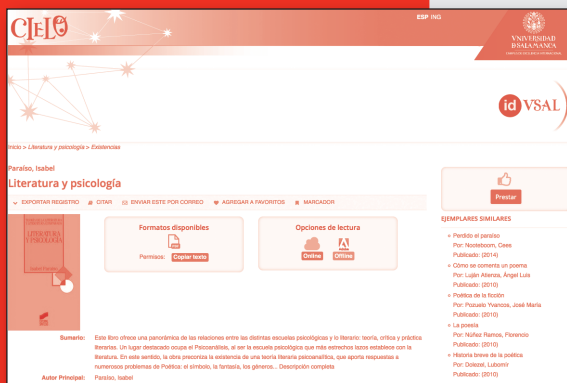 CIELO
ESP ING
VNIVERSIDAD
D SALAMANCA
id VSAL
Inicio > Literatura y psicología > Existencias
Paraíso, Isabel
Literatura y psicología
EXPORTAR REGISTRO CITAR ENVIAR ESTE POR CORREO AGREGAR A FAVORITOS MARCADOR
LITERATURA
Y PSICOLOGÍA
Formatos disponibles
Permisos: Copiar texto
Opciones de lectura
Online Offline
Sumario: Este libro ofrece una panorámica de las relaciones entre las distintas escuelas psicológicas y lo literario: teoría, crítica y práctica
literarias. Un lugar destacado ocupa el Psicoanálisis, al ser la escuela psicológica que más estrechos lazos establece con la
literatura. En este sentido, la obra preconiza la existencia de una teoría literaria psicoanalítica, que aporta respuestas a
numerosos problemas de Poética: el símbolo, la fantasía, los géneros... Descripción completa
Autor Principal: Paraíso, Isabel
Prestar
EJEMPLARES SIMILARES
Perdido el paraíso
Por: Nooteboom, Cees
Publicado: (2014)
Cómo se comenta un poema
Por: Luján Atienza, Ángel Luis
Publicado: (2010)
Poética de la ficción
Por: Pozuelo Yvancos, José María
Publicado: (2010)
La poesía
Por: Núñez Ramos, Florencio
Publicado: (2010)
Historia breve de la poética
Por: Dolezel, Lubomír
Publicado: (2010)